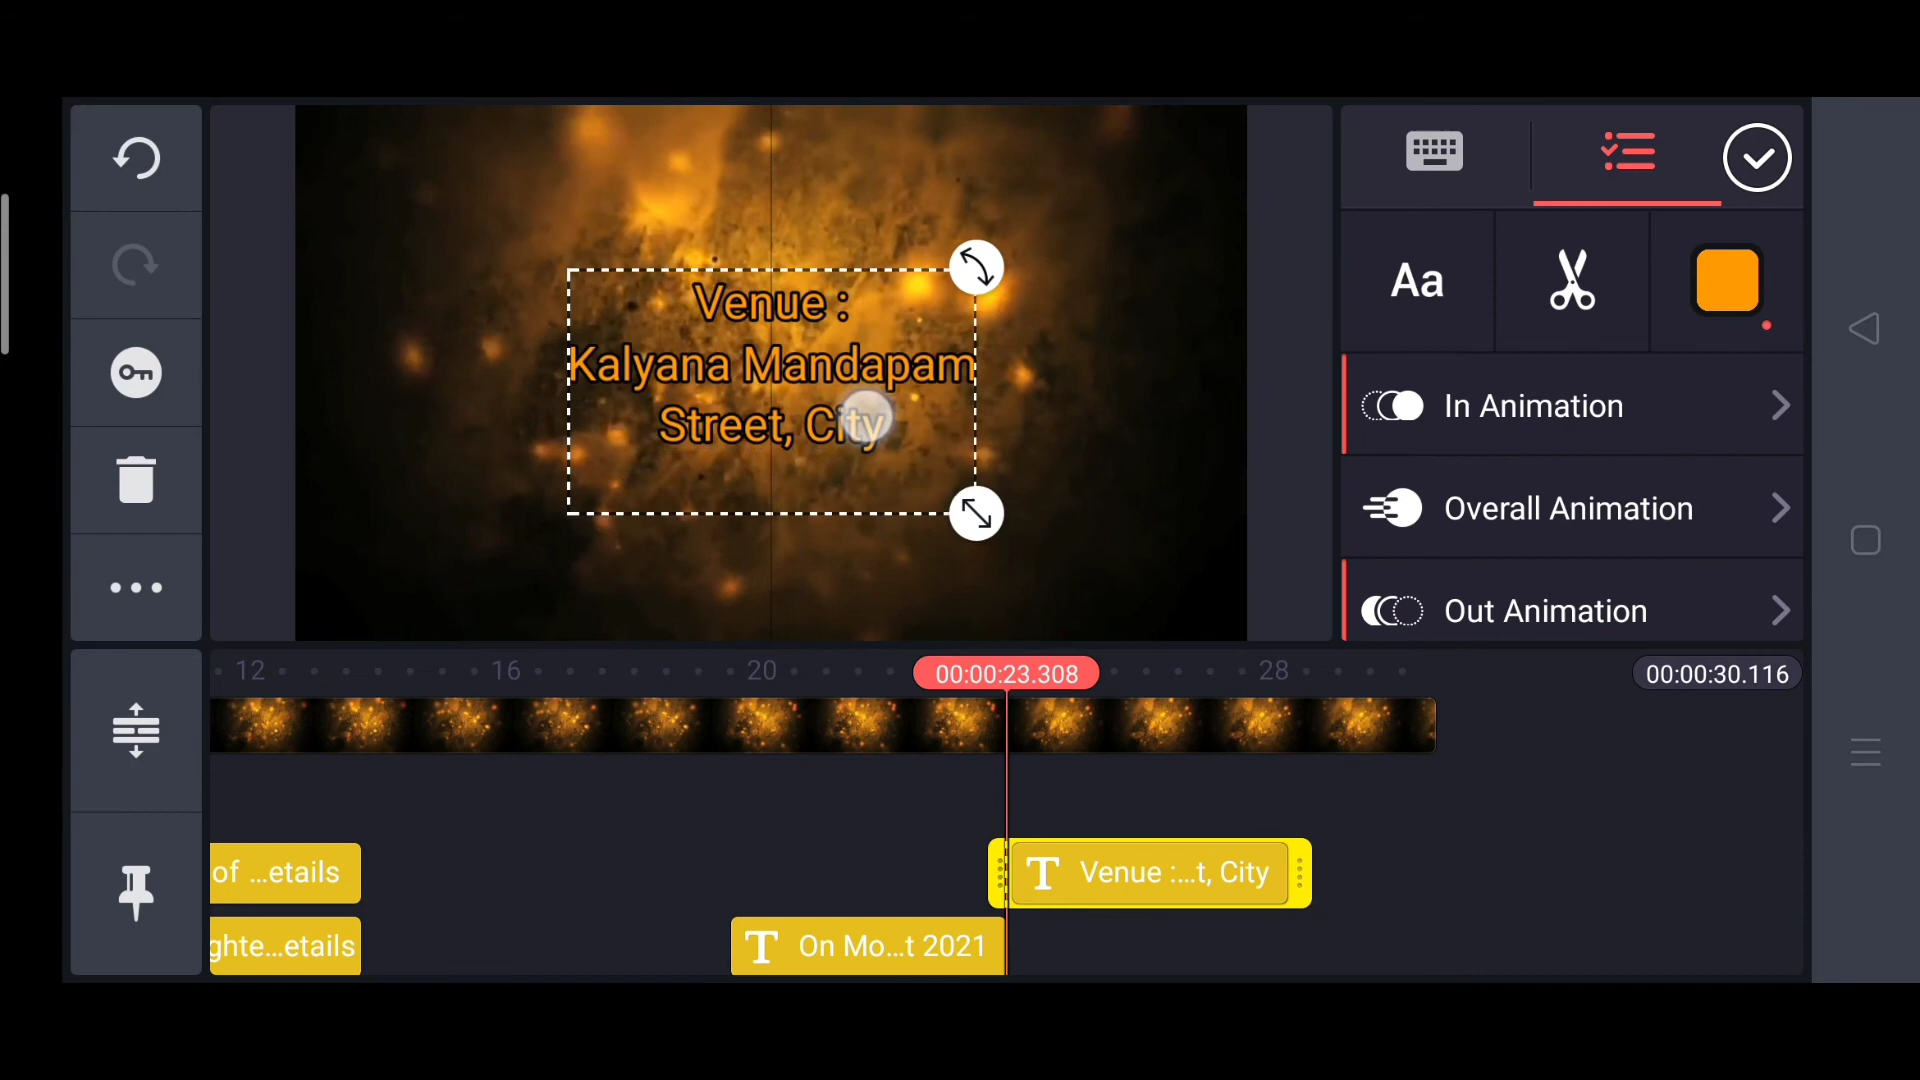 Venue :
Kalyana Mandapam
Street, City
Aa
In Animation
Overall Animation
Out Animation
12
16
20
00:00:23.308
28
00:00:30.116
of ...etails
T Venue :...t, City
ghte...etails
T On Mo...t 2021